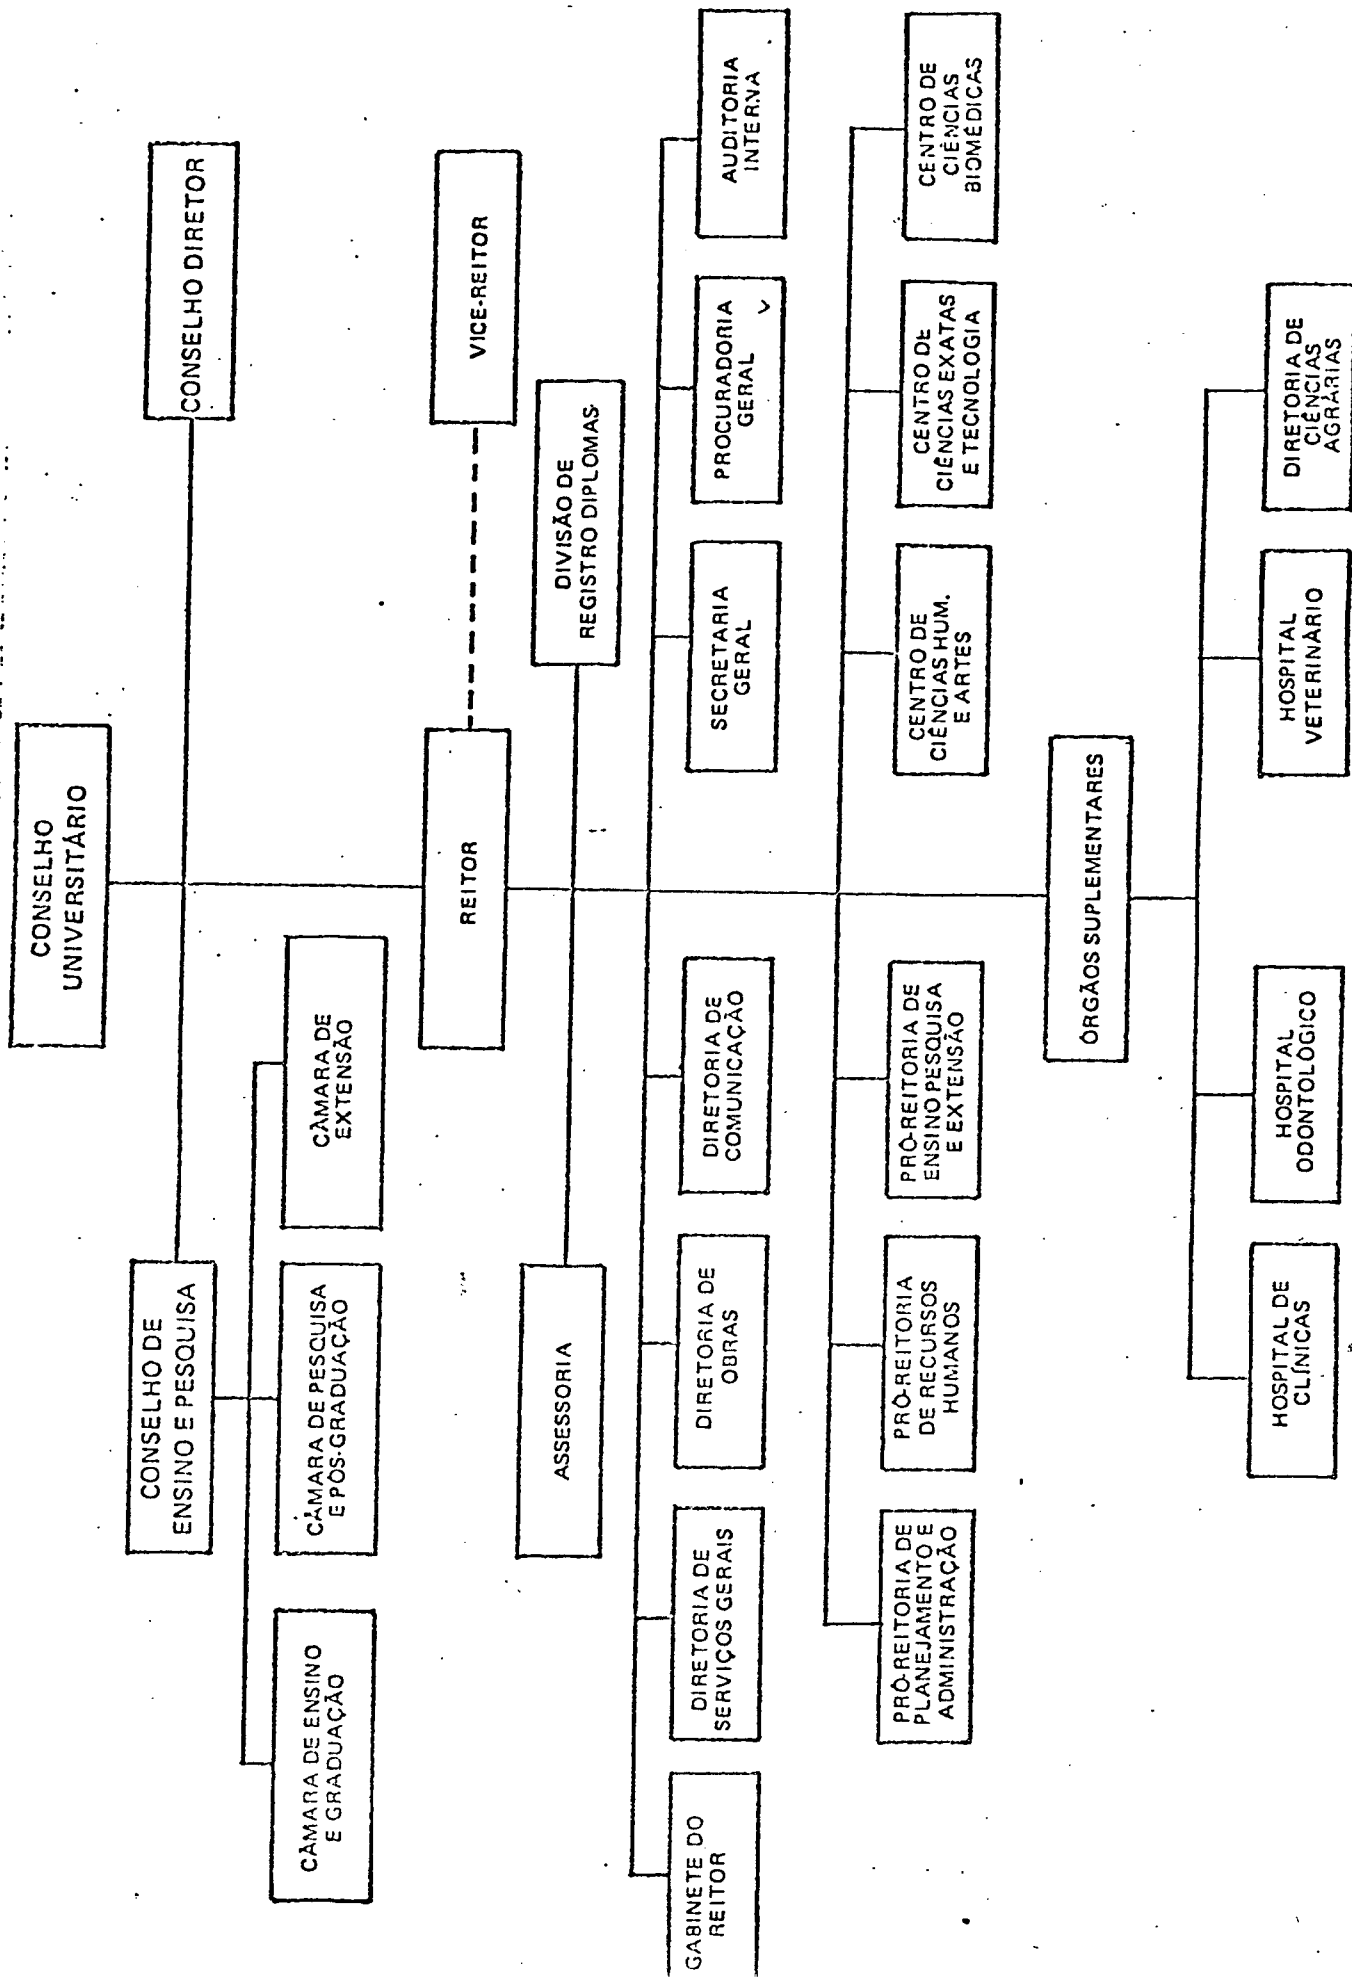 CONSELHO
UNIVERSITÁRIO
CONSELHO DE
ENSINO E PESQUISA
CONSELHO DIRETOR
CÂMARA DE ENSINO
E GRADUAÇÃO
CÂMARA DE PESQUISA
E PÓS-GRADUAÇÃO
CÂMARA DE
EXTENSÃO
REITOR
VICE-REITOR
ASSESSORIA
DIVISÃO DE
REGISTRO DIPLOMAS
GABINETE DO
REITOR
DIRETORIA DE
SERVIÇOS GERAIS
DIRETORIA DE
OBRAS
DIRETORIA DE
COMUNICAÇÃO
SECRETARIA
GERAL
PROCURADORIA
GERAL
AUDITORIA
INTERNA
PRÓ-REITORIA DE
PLANEJAMENTO E
ADMINISTRAÇÃO
PRÓ-REITORIA
DE RECURSOS
HUMANOS
PRÓ-REITORIA DE
ENSINO PESQUISA
E EXTENSÃO
CENTRO DE
CIÊNCIAS HUM.
E ARTES
CENTRO DE
CIÊNCIAS EXATAS
E TECNOLOGIA
CENTRO DE
CIÊNCIAS
BIOMÉDICAS
ÓRGÃOS SUPLEMENTARES
HOSPITAL DE
CLÍNICAS
HOSPITAL
ODONTOLÓGICO
HOSPITAL
VETERINÁRIO
DIRETORIA DE
CIÊNCIAS
AGRÁRIAS